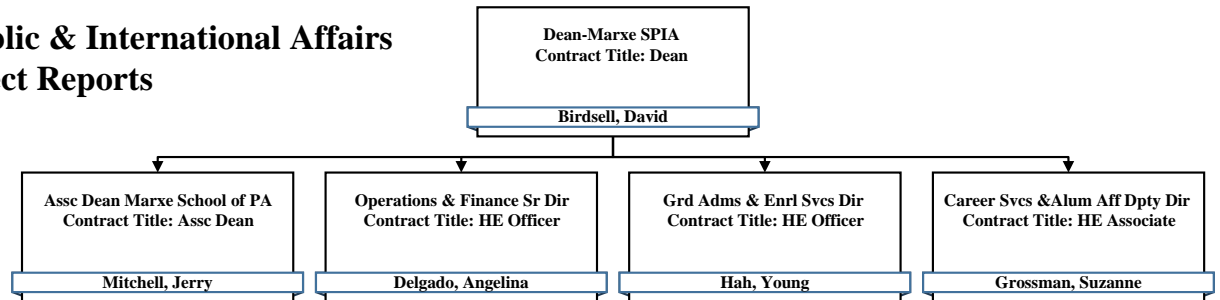 & International Affairs
Reports
Dean-Marxe SPIA
Contract Title: Dean
Birdsell, David
Assc Dean Marxe School of PA
Contract Title: Assc Dean
Mitchell, Jerry
Operations & Finance Sr Dir
Contract Title: HE Officer
Delgado, Angelina
Grd Adms & Enrl Svcs Dir
Contract Title: HE Officer
Hah, Young
Career Svcs &Alum Aff Dpty Dir
Contract Title: HE Associate
Grossman, Suzanne